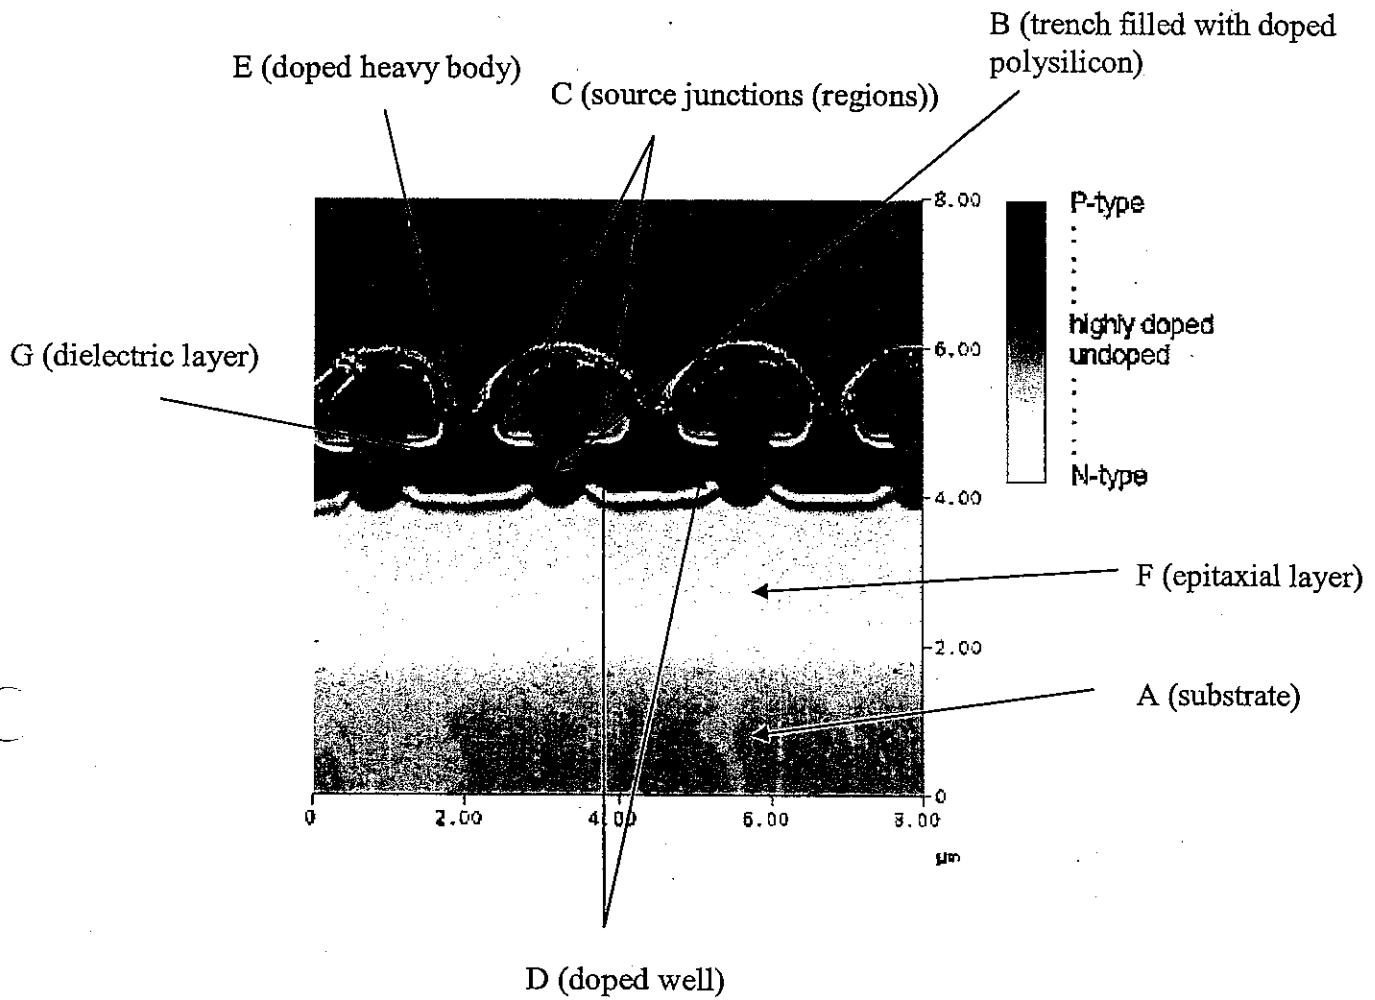 B (trench filled with doped
polysilicon)
E (doped heavy body)
C (source junctions (regions))
8.00
P-type
highly doped
undoped
6.00
G (dielectric layer)
N-type
4.00
F (epitaxial layer)
2.00
A (substrate)
0
0
2.00
4.00
6.00
8.00
µm
D (doped well)